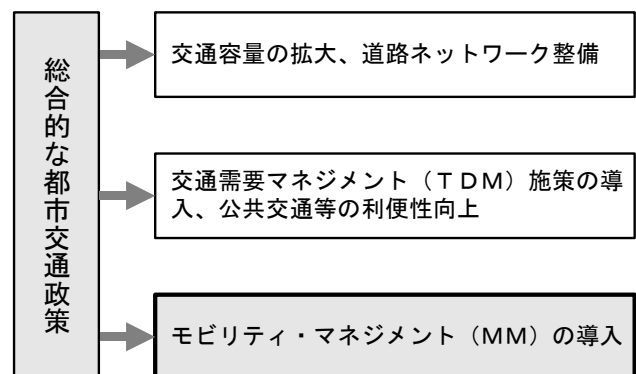 総合的な都市交通政策
交通容量の拡大、道路ネットワーク整備
交通需要マネジメント（ＴＤＭ）施策の導
入、公共交通等の利便性向上
モビリティ・マネジメント（ＭＭ）の導入